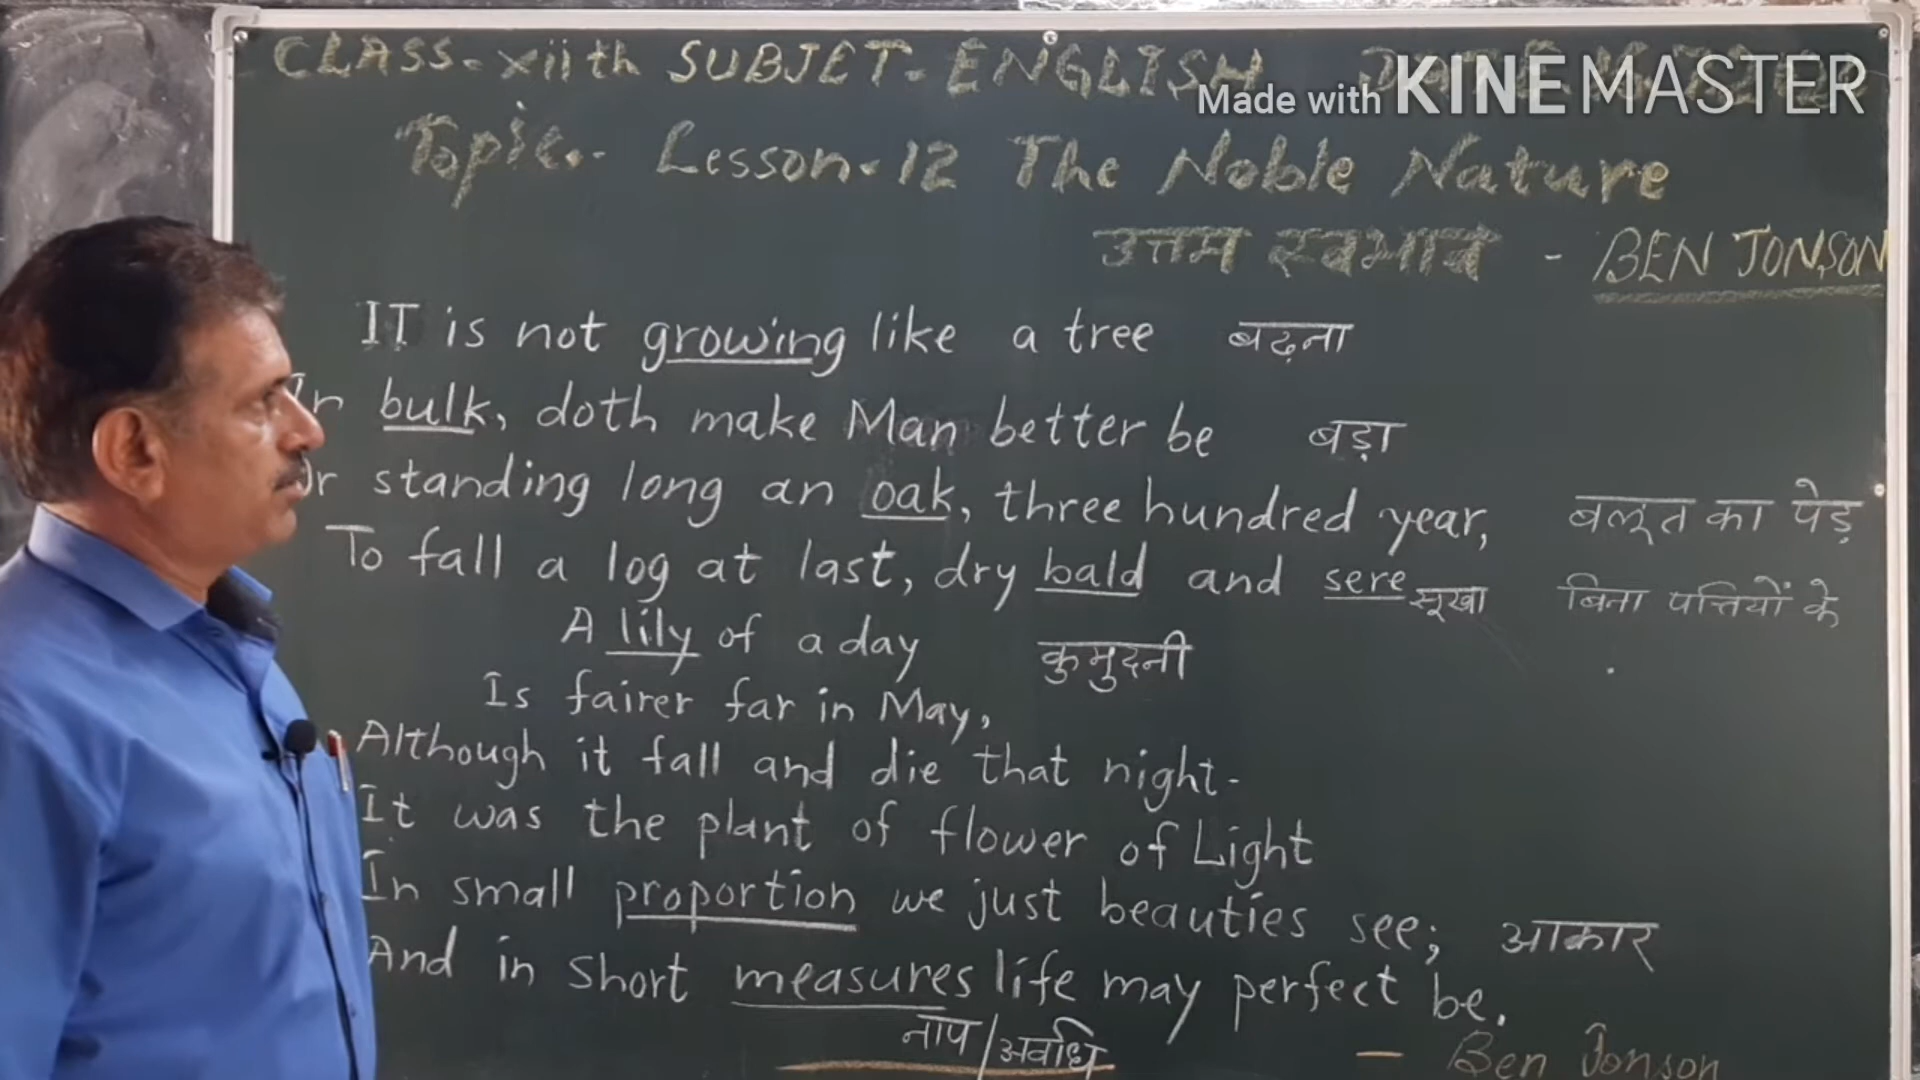 CLASS-xiith SUBJET-ENGLISH
Made with KINEMASTER
Topic.- Lesson-12 The Noble Nature
उत्तम स्वभाव - BEN JONSON
IT is not growing like a tree बढ़ना
In bulk, doth make Man better be बड़ा
Or standing long an oak, three hundred year, बलूत का पेड़
To fall a log at last, dry bald and sere सूखा बिना पत्तियों के
A lily of a day कुमुदनी
Is fairer far in May,
Although it fall and die that night-
It was the plant of flower of Light
In small proportion we just beauties see; आकार
And in short measures life may perfect be.
नाप/अवधि
- Ben Jonson